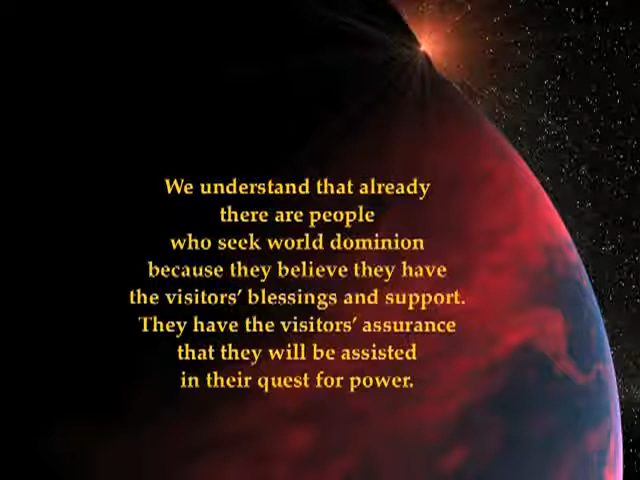 We understand that already
there are people
who seek world dominion
because they believe they have
the visitors’ blessings and support.
They have the visitors’ assurance
that they will be assisted
in their quest for power.